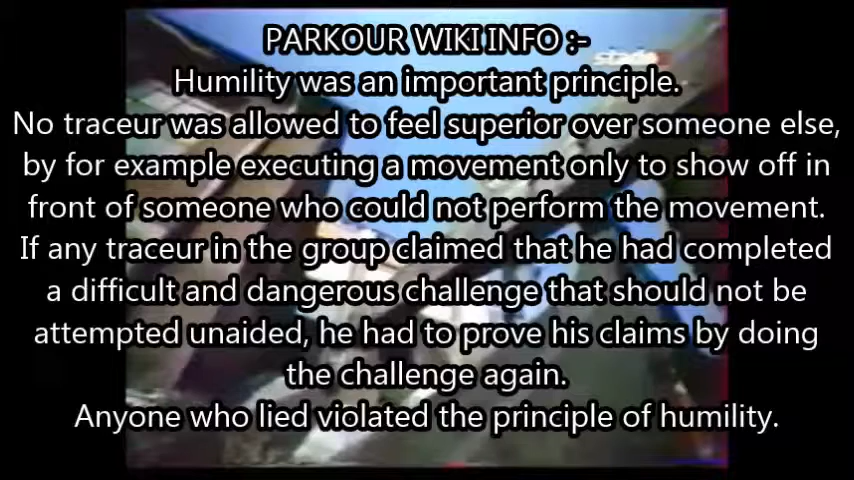 PARKOUR WIKI INFO :-
stade
Humility was an important principle.
No traceur was allowed to feel superior over someone else,
by for example executing a movement only to show off in
front of someone who could not perform the movement.
If any traceur in the group claimed that he had completed
a difficult and dangerous challenge that should not be
attempted unaided, he had to prove his claims by doing
the challenge again.
Anyone who lied violated the principle of humility.